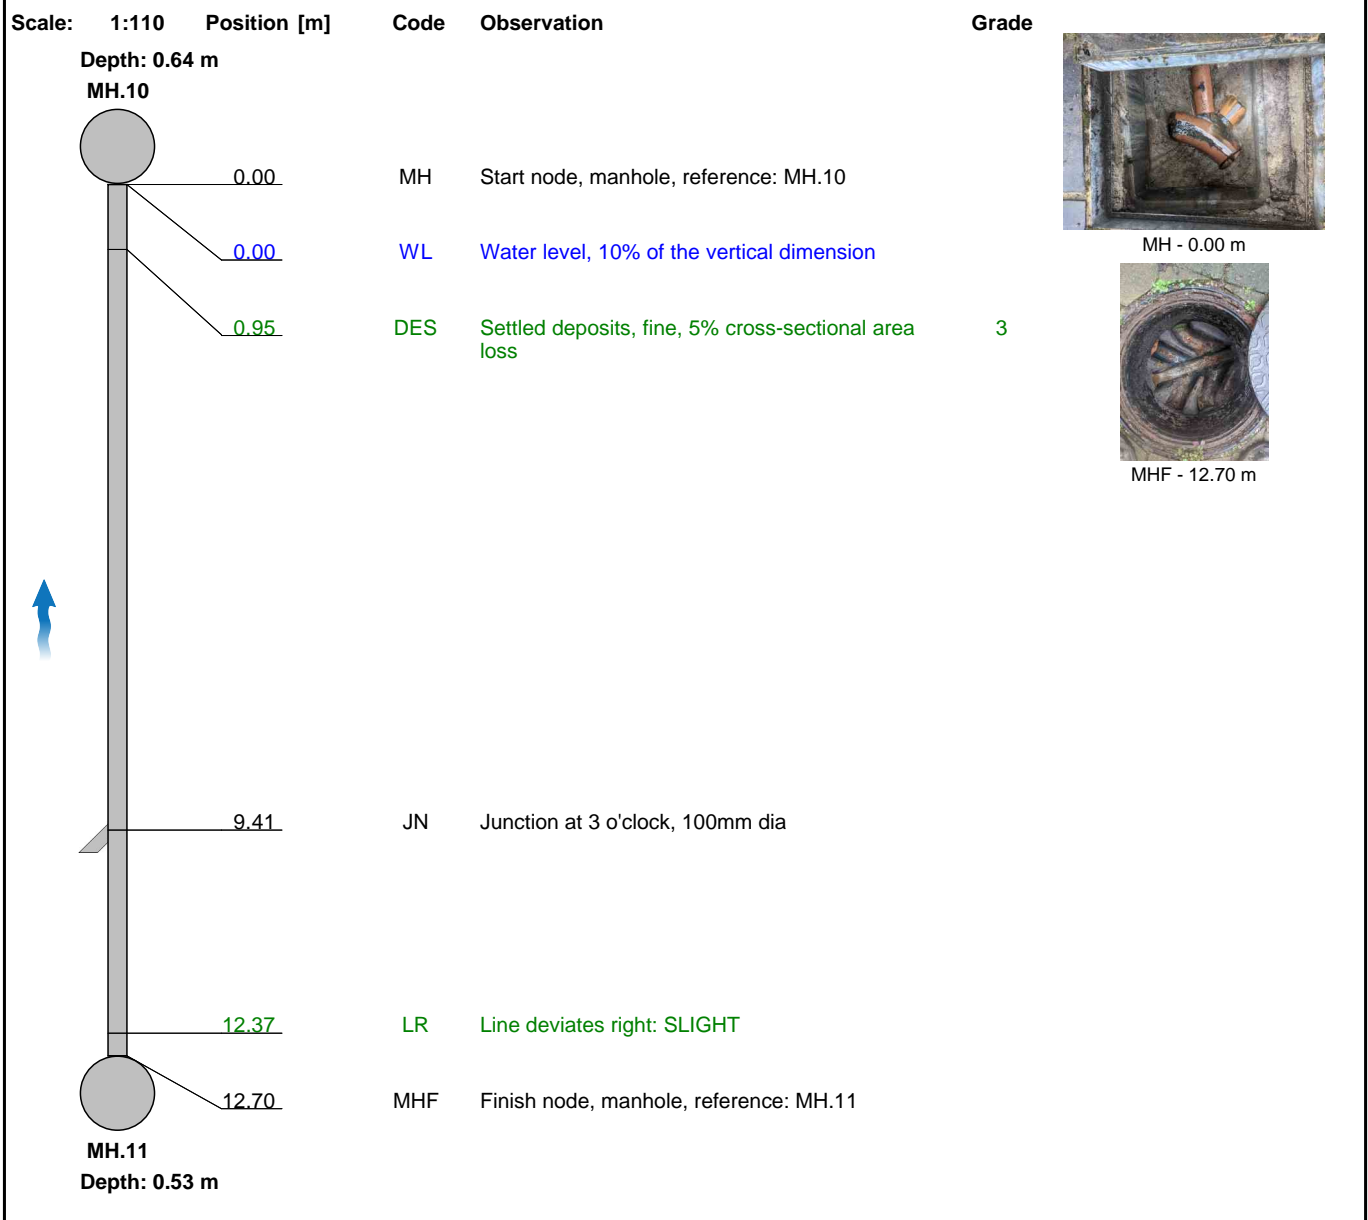 Scale: 1:110 Position [m] Code Observation Grade
Depth: 0.64 m
MH.10
0.00 MH Start node, manhole, reference: MH.10
MH - 0.00 m
0.00 WL Water level, 10% of the vertical dimension
0.95 DES Settled deposits, fine, 5% cross-sectional area 3
loss
MHF - 12.70 m
9.41 JN Junction at 3 o'clock, 100mm dia
12.37 LR Line deviates right: SLIGHT
12.70 MHF Finish node, manhole, reference: MH.11
MH.11
Depth: 0.53 m